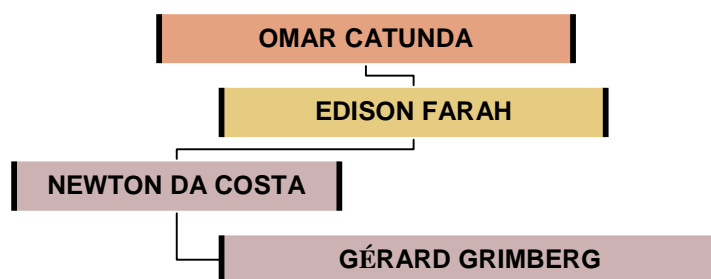 OMAR CATUNDA
EDISON FARAH
NEWTON DA COSTA
GÉRARD GRIMBERG